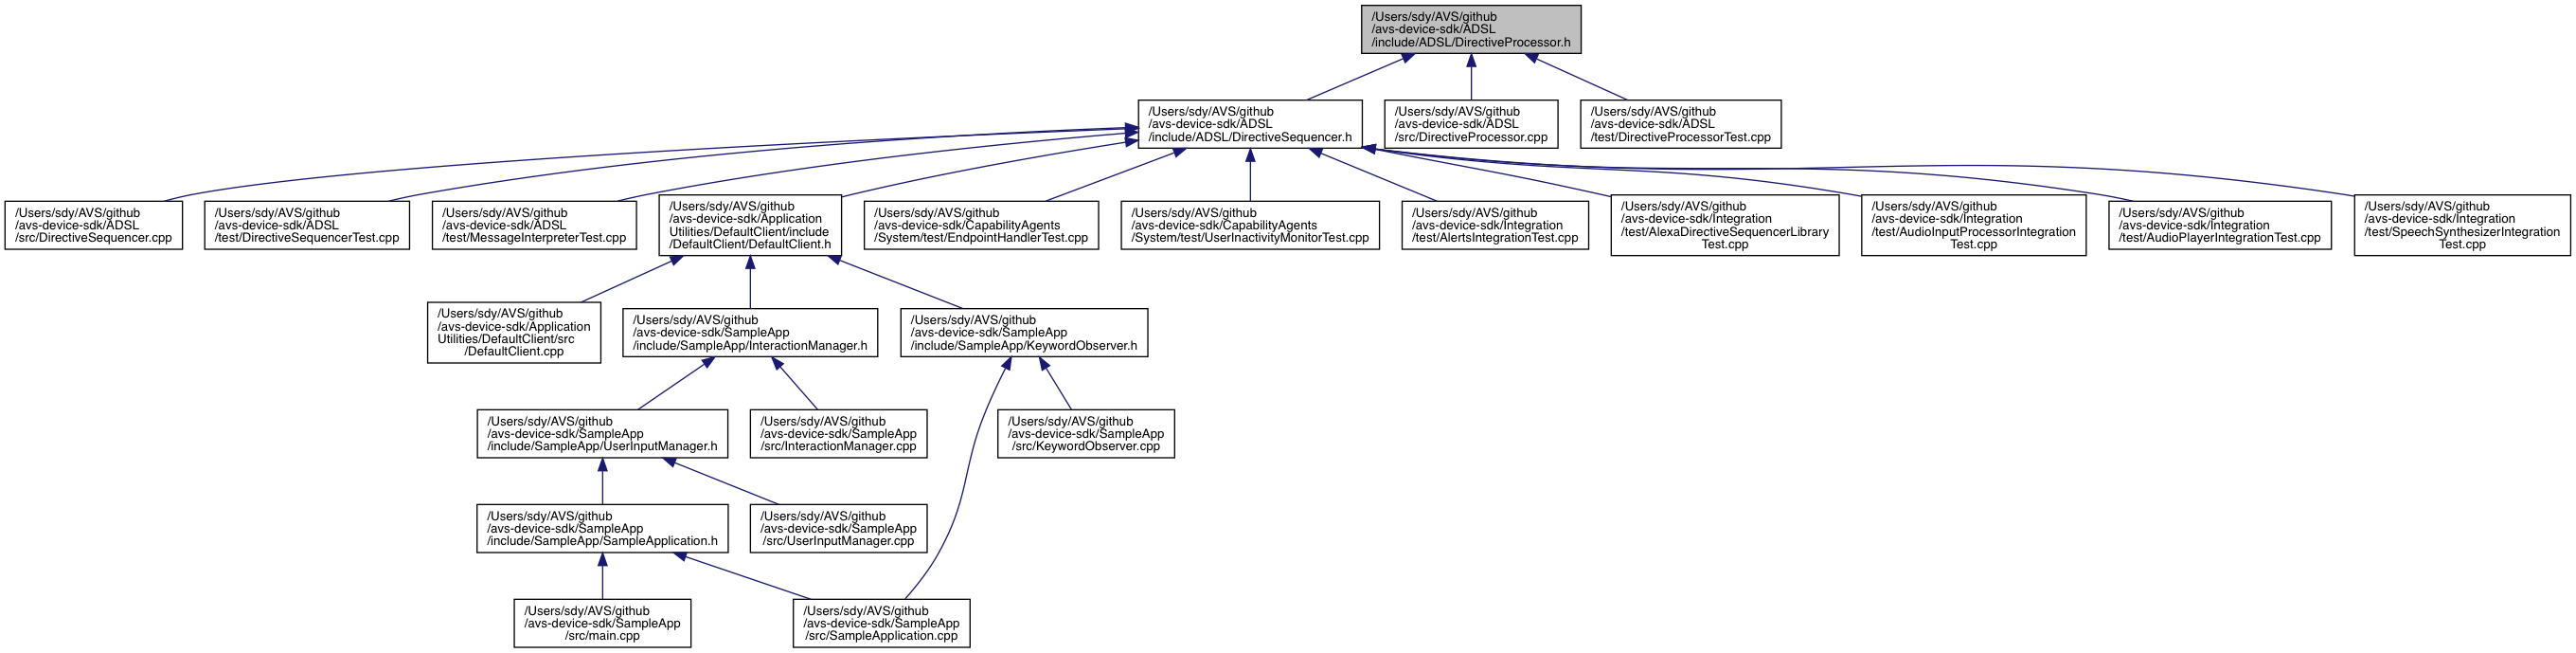 /Users/sdy/AVS/github
/avs-device-sdk/ADSL
/include/ADSL/DirectiveProcessor.h
/Users/sdy/AVS/github
/avs-device-sdk/ADSL
/include/ADSL/DirectiveSequencer.h
/Users/sdy/AVS/github
/avs-device-sdk/ADSL
/src/DirectiveProcessor.cpp
/Users/sdy/AVS/github
/avs-device-sdk/ADSL
/test/DirectiveProcessorTest.cpp
/Users/sdy/AVS/github
/avs-device-sdk/ADSL
/src/DirectiveSequencer.cpp
/Users/sdy/AVS/github
/avs-device-sdk/ADSL
/test/DirectiveSequencerTest.cpp
/Users/sdy/AVS/github
/avs-device-sdk/ADSL
/test/MessageInterpreterTest.cpp
/Users/sdy/AVS/github
/avs-device-sdk/Application
Utilities/DefaultClient/include
/DefaultClient/DefaultClient.h
/Users/sdy/AVS/github
/avs-device-sdk/CapabilityAgents
/System/test/EndpointHandlerTest.cpp
/Users/sdy/AVS/github
/avs-device-sdk/CapabilityAgents
/System/test/UserInactivityMonitorTest.cpp
/Users/sdy/AVS/github
/avs-device-sdk/Integration
/test/AlertsIntegrationTest.cpp
/Users/sdy/AVS/github
/avs-device-sdk/Integration
/test/AlexaDirectiveSequencerLibrary
Test.cpp
/Users/sdy/AVS/github
/avs-device-sdk/Integration
/test/AudioInputProcessorIntegration
Test.cpp
/Users/sdy/AVS/github
/avs-device-sdk/Integration
/test/AudioPlayerIntegrationTest.cpp
/Users/sdy/AVS/github
/avs-device-sdk/Integration
/test/SpeechSynthesizerIntegration
Test.cpp
/Users/sdy/AVS/github
/avs-device-sdk/Application
Utilities/DefaultClient/src
/DefaultClient.cpp
/Users/sdy/AVS/github
/avs-device-sdk/SampleApp
/include/SampleApp/InteractionManager.h
/Users/sdy/AVS/github
/avs-device-sdk/SampleApp
/include/SampleApp/KeywordObserver.h
/Users/sdy/AVS/github
/avs-device-sdk/SampleApp
/include/SampleApp/UserInputManager.h
/Users/sdy/AVS/github
/avs-device-sdk/SampleApp
/src/InteractionManager.cpp
/Users/sdy/AVS/github
/avs-device-sdk/SampleApp
/src/KeywordObserver.cpp
/Users/sdy/AVS/github
/avs-device-sdk/SampleApp
/include/SampleApp/SampleApplication.h
/Users/sdy/AVS/github
/avs-device-sdk/SampleApp
/src/UserInputManager.cpp
/Users/sdy/AVS/github
/avs-device-sdk/SampleApp
/src/main.cpp
/Users/sdy/AVS/github
/avs-device-sdk/SampleApp
/src/SampleApplication.cpp